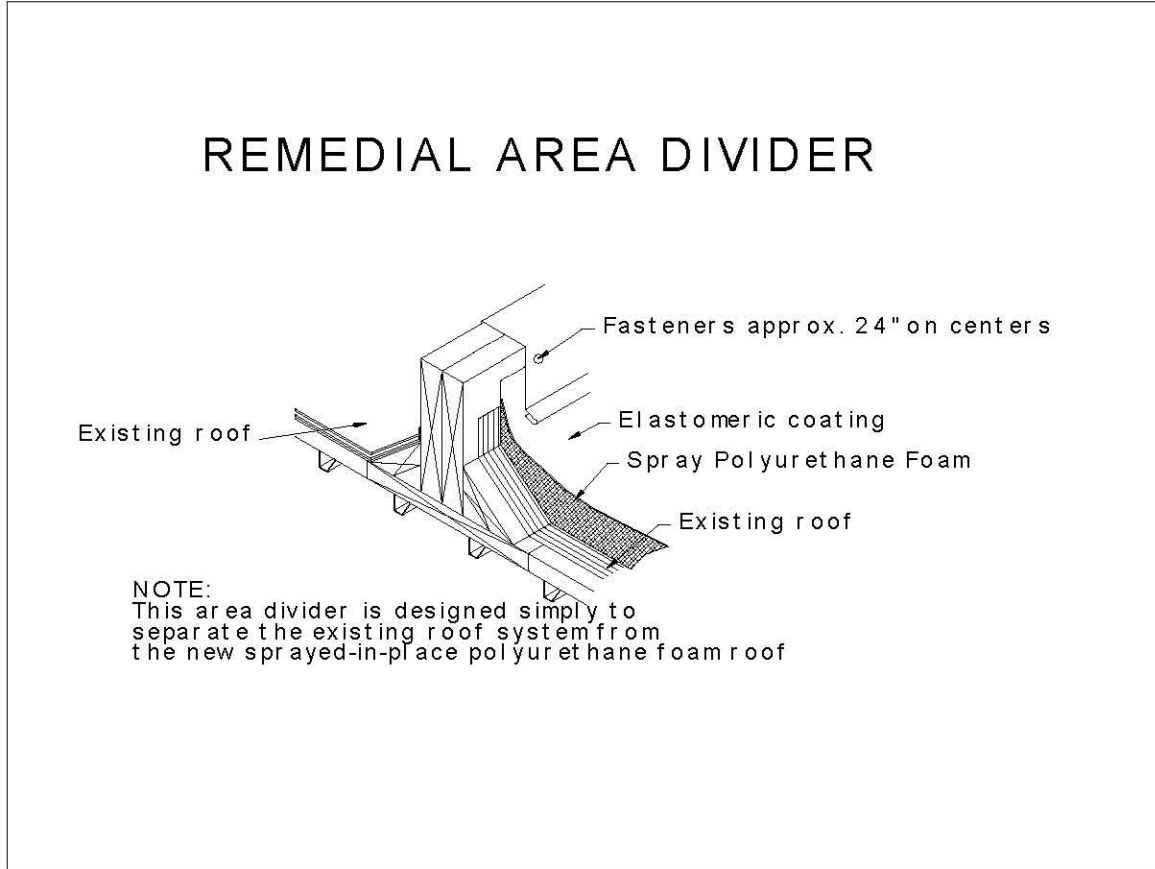 REMEDIAL AREA DIVIDER
Fasteners approx. 24" on centers
Elastomeric coating
Existing roof
Spray Polyurethane Foam
Existing roof
NOTE:
This area divider is designed simply to
separate the existing roof system from
the new sprayed-in-place polyurethane foam roof